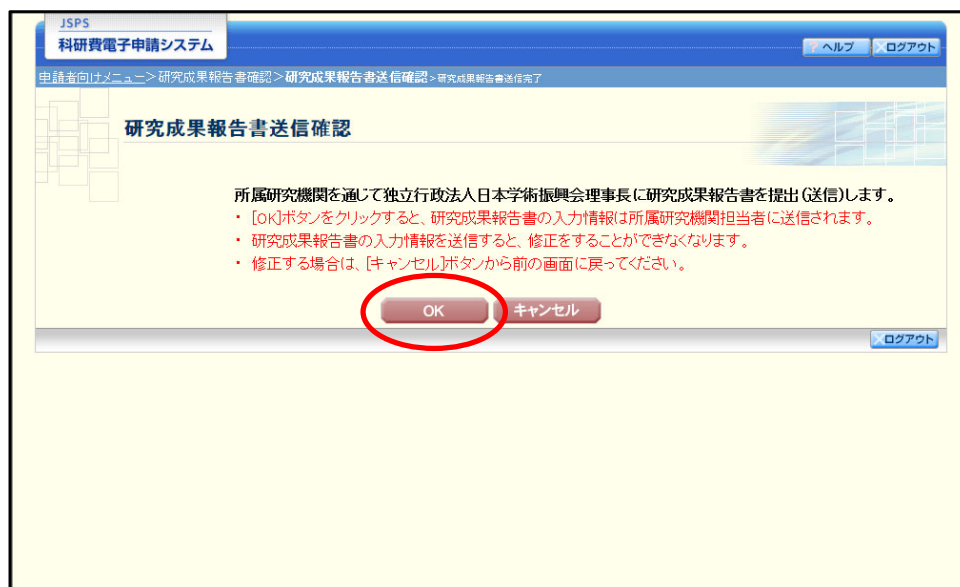 JSPS
科研費電子申請システム
? ヘルプ
ログアウト
申請者向けメニュー>研究成果報告書確認>研究成果報告書送信確認>研究成果報告書送信完了
研究成果報告書送信確認
所属研究機関を通じて独立行政法人日本学術振興会理事長に研究成果報告書を提出(送信)します。
・ [OK]ボタンをクリックすると、研究成果報告書の入力情報は所属研究機関担当者に送信されます。
・ 研究成果報告書の入力情報を送信すると、修正をすることができなくなります。
・ 修正する場合は、[キャンセル]ボタンから前の画面に戻ってください。
OK
キャンセル
ログアウト